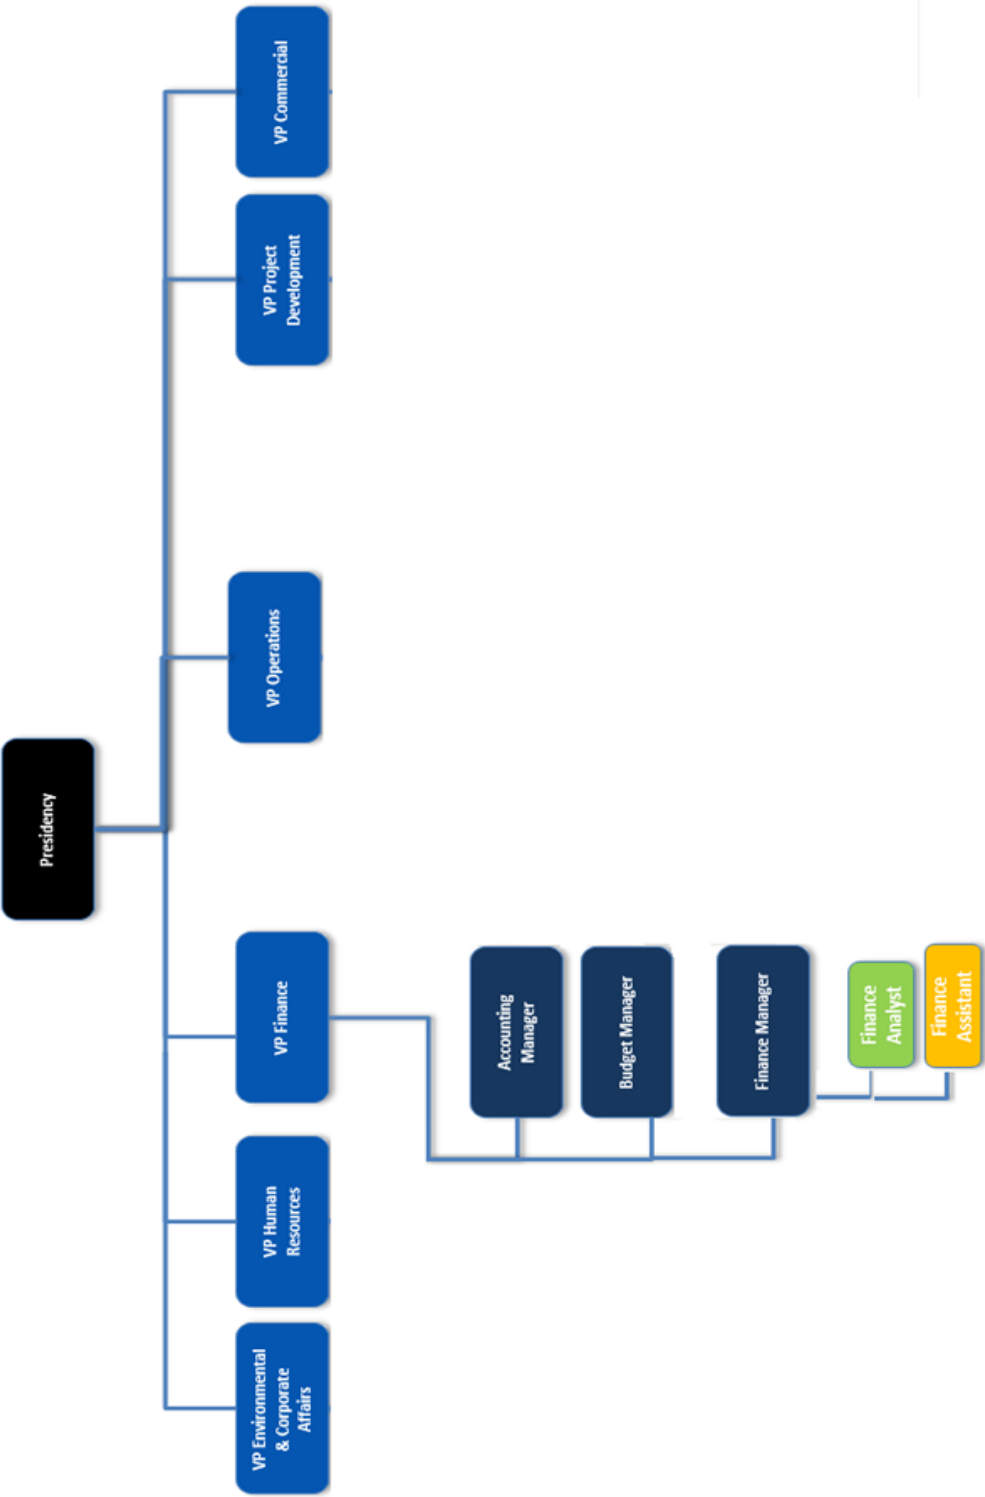 Presidency
VP Environmental
& Corporate
Affairs
VP Human
Resources
VP Finance
VP Operations
VP Project
Development
VP Commercial
Accounting
Manager
Budget Manager
Finance Manager
Finance
Analyst
Finance
Assistant